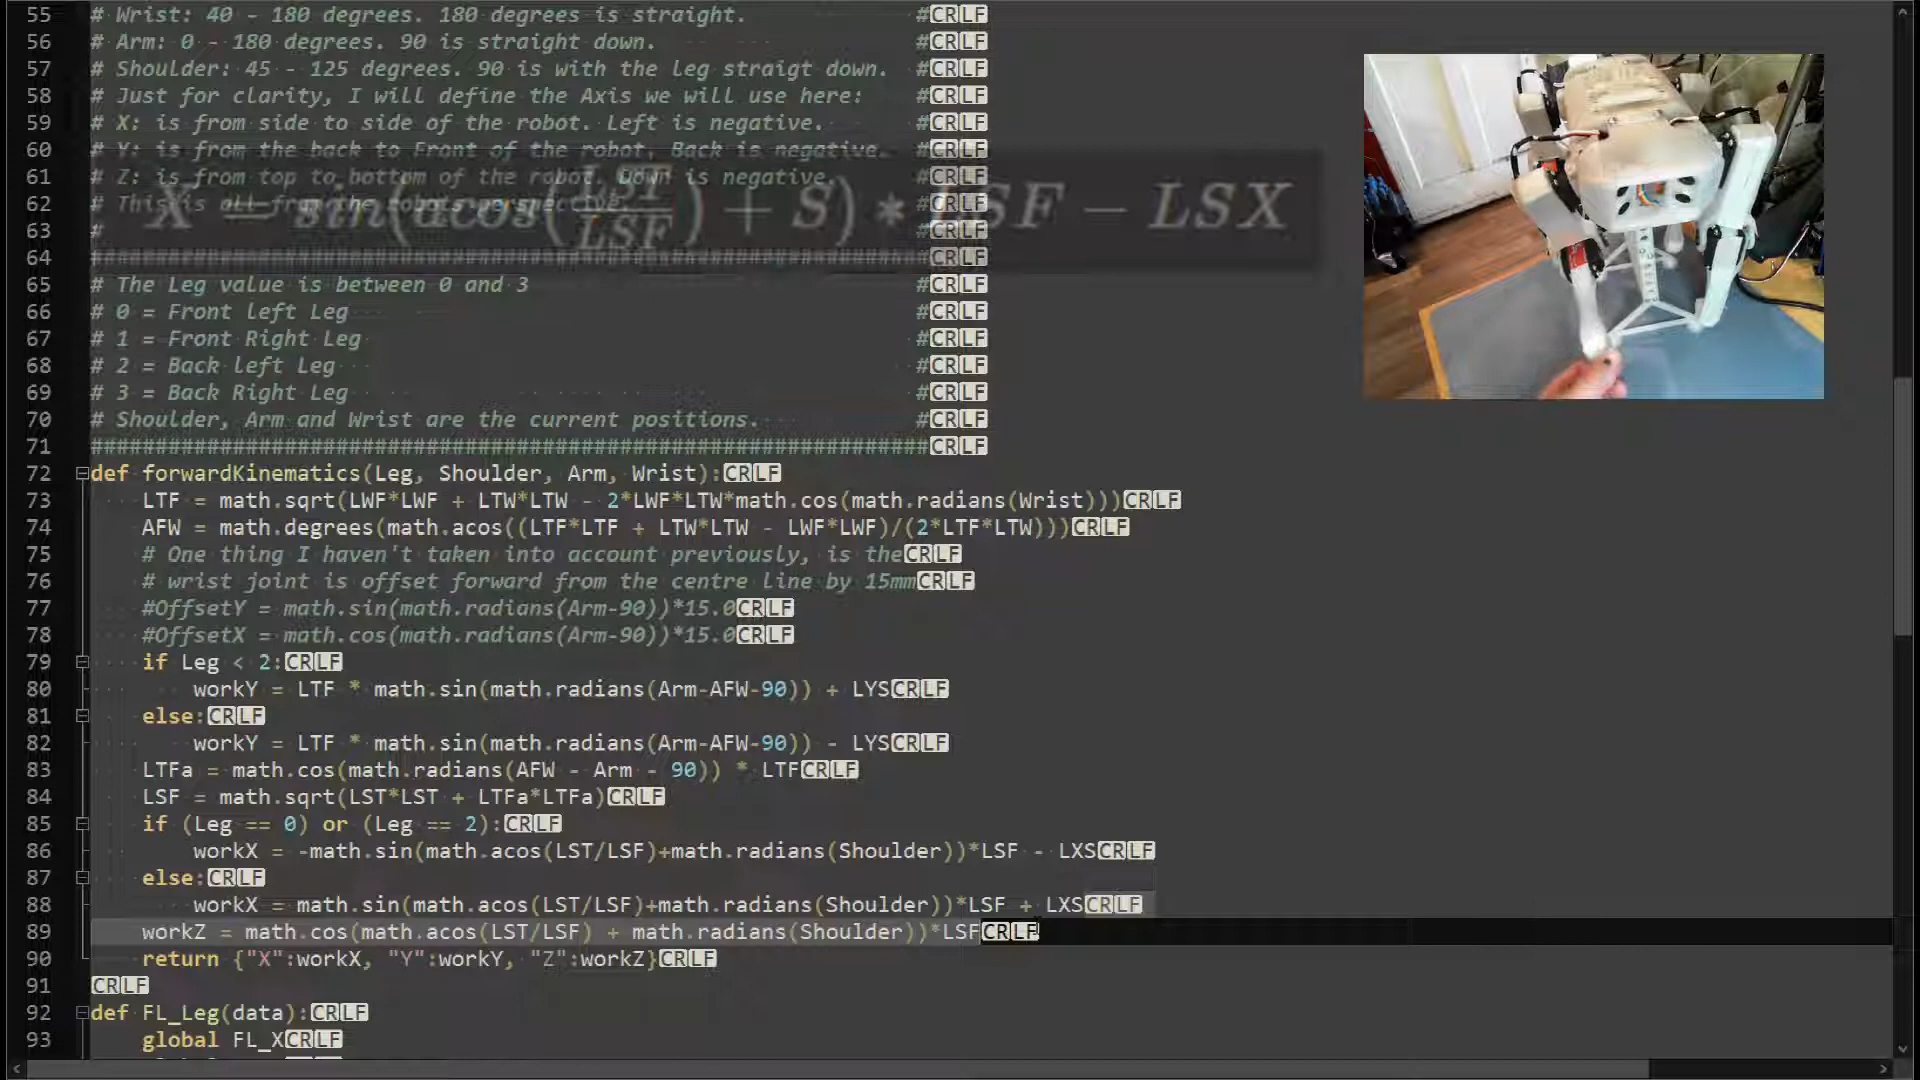 55 # Wrist: 40 - 180 degrees. 180 degrees is straight. #CRLF
56 # Arm: 0 - 180 degrees. 90 is straight down. #CRLF
57 # Shoulder: 45 - 125 degrees. 90 is with the leg straigt down. #CRLF
58 # Just for clarity, I will define the Axis we will use here: #CRLF
59 # X: is from side to side of the robot. Left is negative. #CRLF
60 # Y: is from the back to Front of the robot. Back is negative. #CRLF
61 # Z: is from top to bottom of the robot. Down is negative. #CRLF
62 # This is all from the robots perspective. #CRLF
X = sin(acos(LST/LSF) + S) * LSF - LSX
63 # #CRLF
64 #################################################################CRLF
65 # The Leg value is between 0 and 3 #CRLF
66 # 0 = Front left Leg #CRLF
67 # 1 = Front Right Leg #CRLF
68 # 2 = Back left Leg #CRLF
69 # 3 = Back Right Leg #CRLF
70 # Shoulder, Arm and Wrist are the current positions. #CRLF
71 #################################################################CRLF
72 def forwardKinematics(Leg, Shoulder, Arm, Wrist):CRLF
73 LTF = math.sqrt(LWF*LWF + LTW*LTW - 2*LWF*LTW*math.cos(math.radians(Wrist)))CRLF
74 AFW = math.degrees(math.acos((LTF*LTF + LTW*LTW - LWF*LWF)/(2*LTF*LTW)))CRLF
75 # One thing I haven't taken into account previously, is theCRLF
76 # wrist joint is offset forward from the centre line by 15mmCRLF
77 #OffsetY = math.sin(math.radians(Arm-90))*15.0CRLF
78 #OffsetX = math.cos(math.radians(Arm-90))*15.0CRLF
79 if Leg < 2:CRLF
80 workY = LTF * math.sin(math.radians(Arm-AFW-90)) + LYSCRLF
81 else:CRLF
82 workY = LTF * math.sin(math.radians(Arm-AFW-90)) - LYSCRLF
83 LTFa = math.cos(math.radians(AFW - Arm - 90)) * LTFCRLF
84 LSF = math.sqrt(LST*LST + LTFa*LTFa)CRLF
85 if (Leg == 0) or (Leg == 2):CRLF
86 workX = -math.sin(math.acos(LST/LSF)+math.radians(Shoulder))*LSF - LXSCRLF
87 else:CRLF
88 workX = math.sin(math.acos(LST/LSF)+math.radians(Shoulder))*LSF + LXSCRLF
89 workZ = math.cos(math.acos(LST/LSF) + math.radians(Shoulder))*LSFCRLF
90 return {"X":workX, "Y":workY, "Z":workZ}CRLF
91 CRLF
92 def FL_Leg(data):CRLF
93 global FL_XCRLF